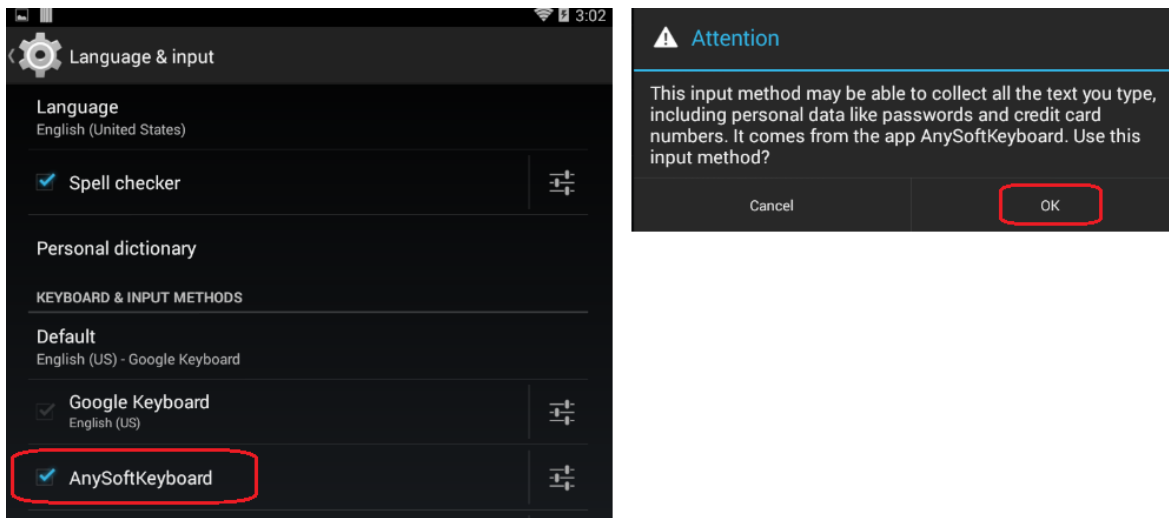 3:02
Language & input
Language
English (United States)
Spell checker
Personal dictionary
KEYBOARD & INPUT METHODS
Default
English (US) - Google Keyboard
Google Keyboard
English (US)
AnySoftKeyboard
Attention
This input method may be able to collect all the text you type,
including personal data like passwords and credit card
numbers. It comes from the app AnySoftKeyboard. Use this
input method?
Cancel
OK